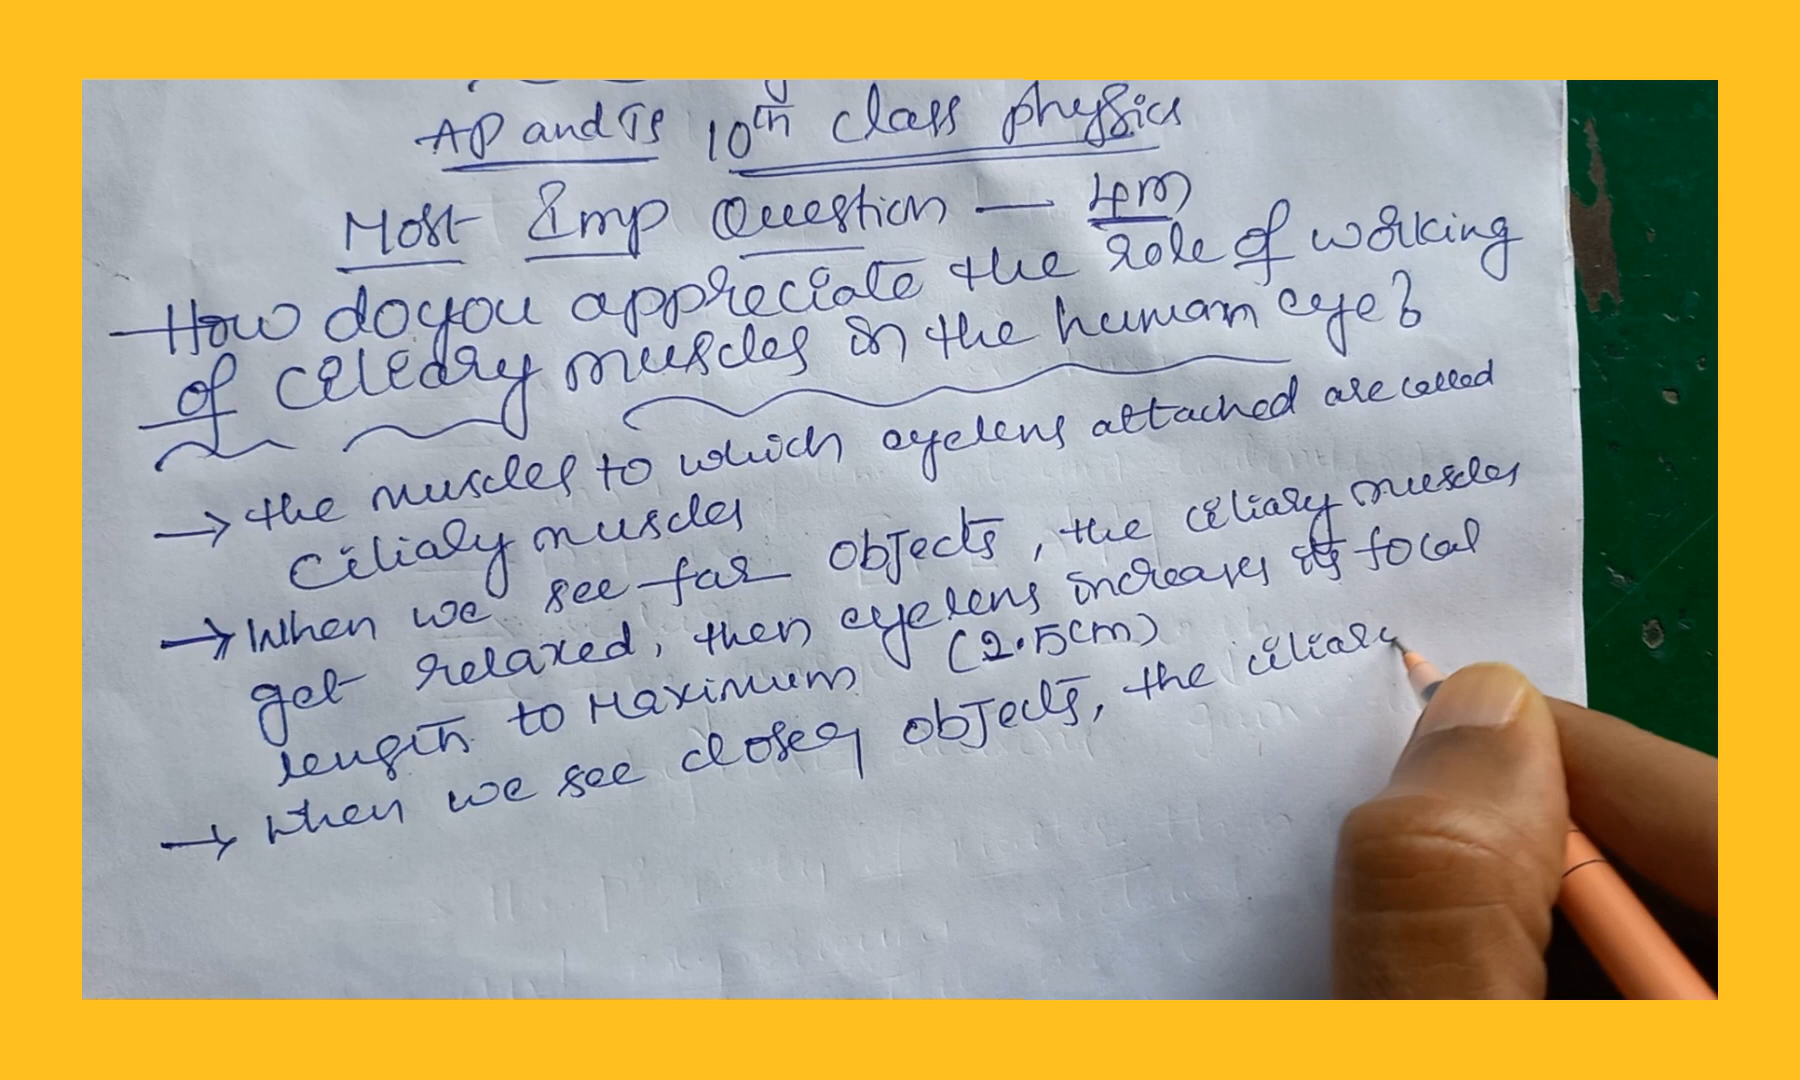 AP and TS 10th class physics
Most Imp Question — 4m
How do you appreciate the role of working
of ciliary muscles in the human eye?
→ the muscles to which eyelens attached are called
ciliary muscles
→ When we see far objects, the ciliary muscles
get relaxed, then eyelens increases its focal
length to Maximum (2.5cm)
→ When we see closer objects, the ciliary